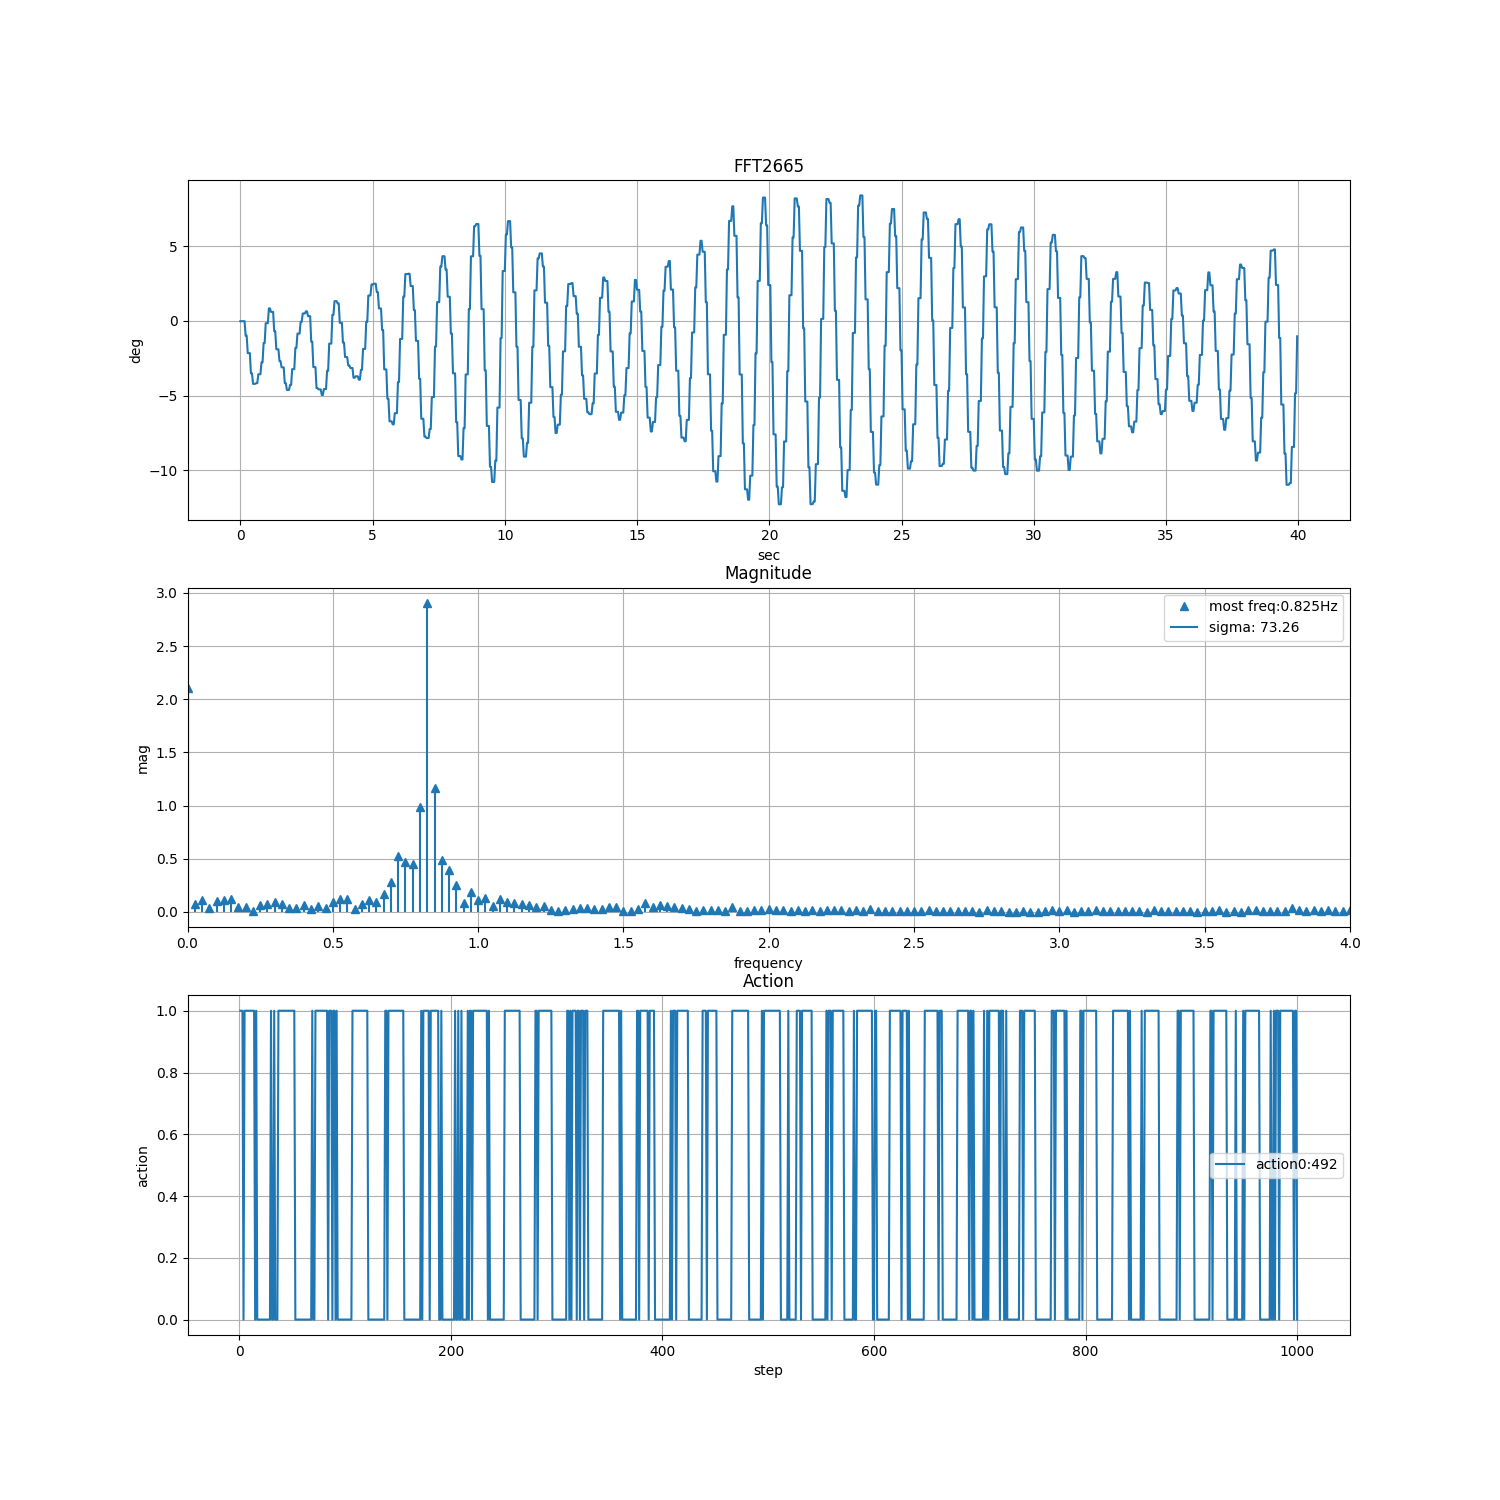 FFT2665
5
0
−5
−10
deg
0 5 10 15 20 25 30 35 40
sec
Magnitude
3.0
2.5
2.0
1.5
1.0
0.5
0.0
mag
most freq:0.825Hz
sigma: 73.26
0.0 0.5 1.0 1.5 2.0 2.5 3.0 3.5 4.0
frequency
Action
1.0
0.8
0.6
0.4
0.2
0.0
action
action0:492
0 200 400 600 800 1000
step